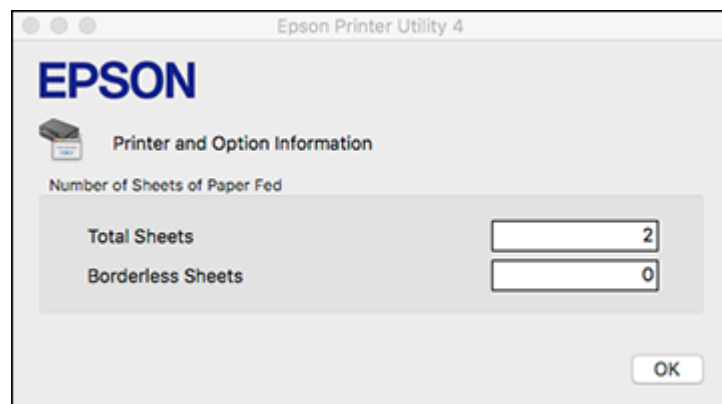 Epson Printer Utility 4
EPSON
Printer and Option Information
Number of Sheets of Paper Fed
Total Sheets 2
Borderless Sheets 0
OK